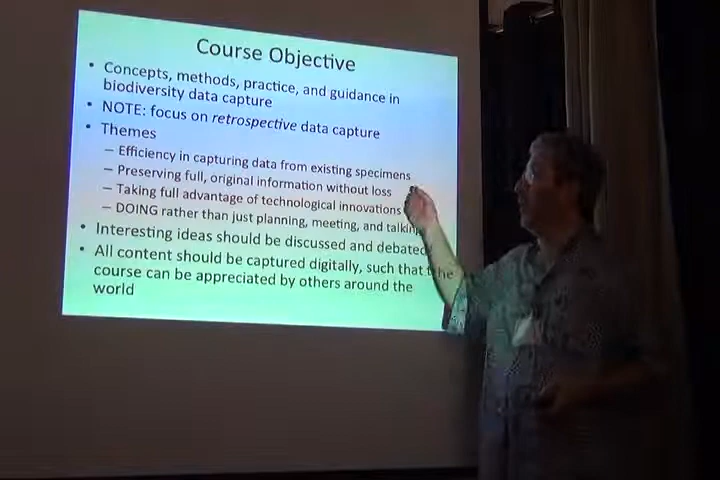 Course Objective
• Concepts, methods, practice, and guidance in
biodiversity data capture
• NOTE: focus on retrospective data capture
• Themes
– Efficiency in capturing data from existing specimens
– Preserving full, original information without loss
– Taking full advantage of technological innovations
– DOING rather than just planning, meeting, and talking
• Interesting ideas should be discussed and debated
• All content should be captured digitally, such that the
course can be appreciated by others around the
world